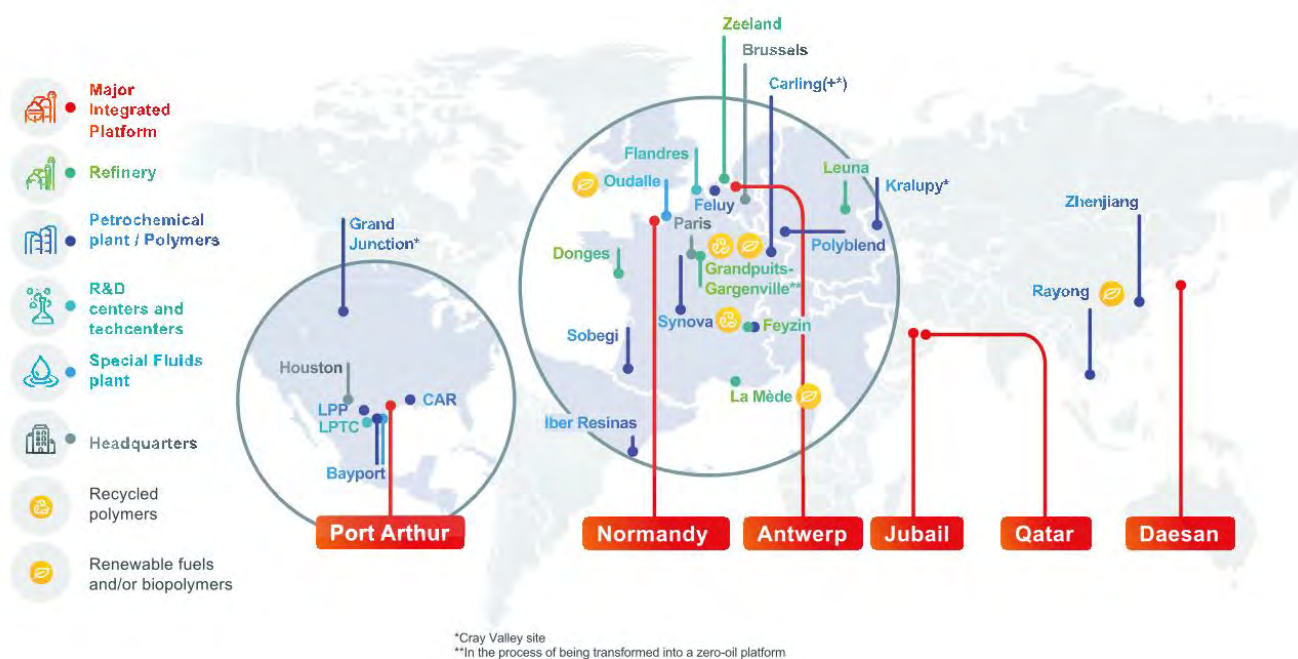 Major
Integrated
Platform
Refinery
Petrochemical
plant / Polymers
R&D
centers and
techcenters
Special Fluids
plant
Headquarters
Recycled
polymers
Renewable fuels
and/or biopolymers
Grand
Junction*
Houston
LPP
LPTC
CAR
Bayport
Port Arthur
Zeeland
Brussels
Carling(+*)
Flandres
Oudalle
Feluy
Leuna
Kralupy*
Paris
Polyblend
Donges
Grandpuits-
Gargenville**
Synova
Feyzin
Sobegi
La Mède
Iber Resinas
Normandy
Antwerp
Zhenjiang
Rayong
Jubail
Qatar
Daesan
*Cray Valley site
**In the process of being transformed into a zero-oil platform